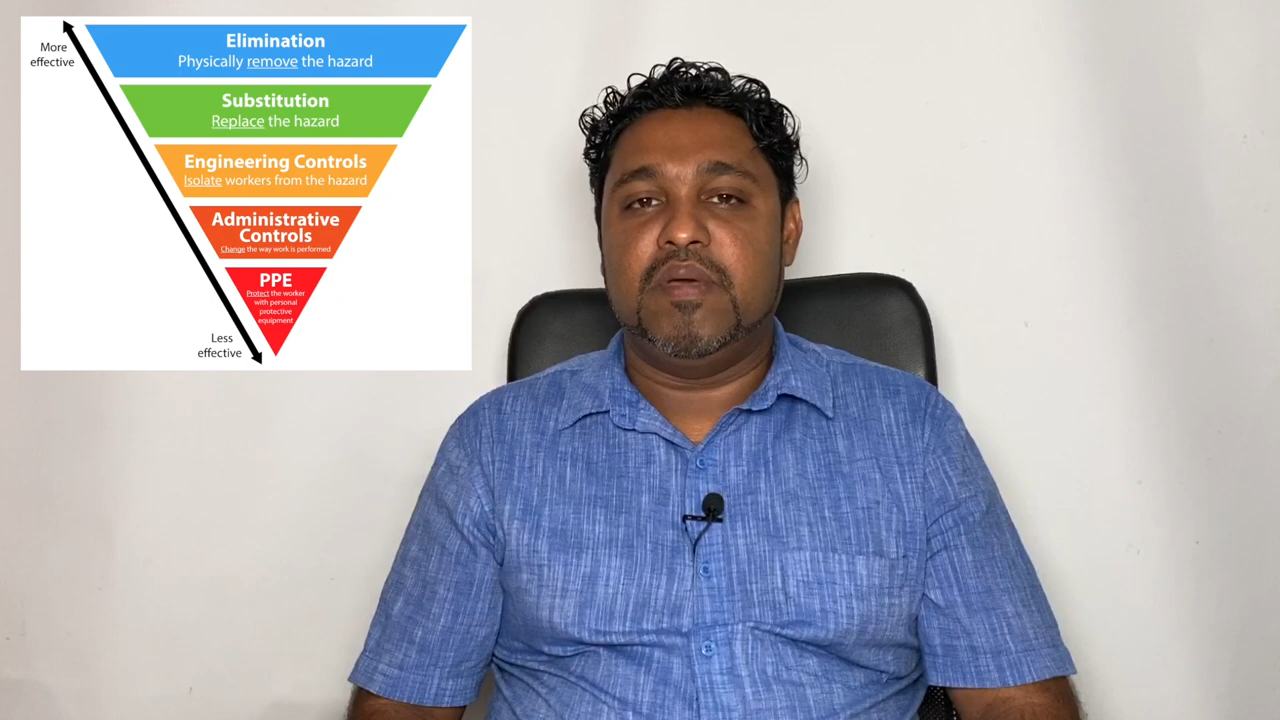 More
effective
Elimination
Physically remove the hazard
Substitution
Replace the hazard
Engineering Controls
Isolate workers from the hazard
Administrative
Controls
Change the way work is performed
PPE
Protect the worker
with personal
protective
equipment
Less
effective